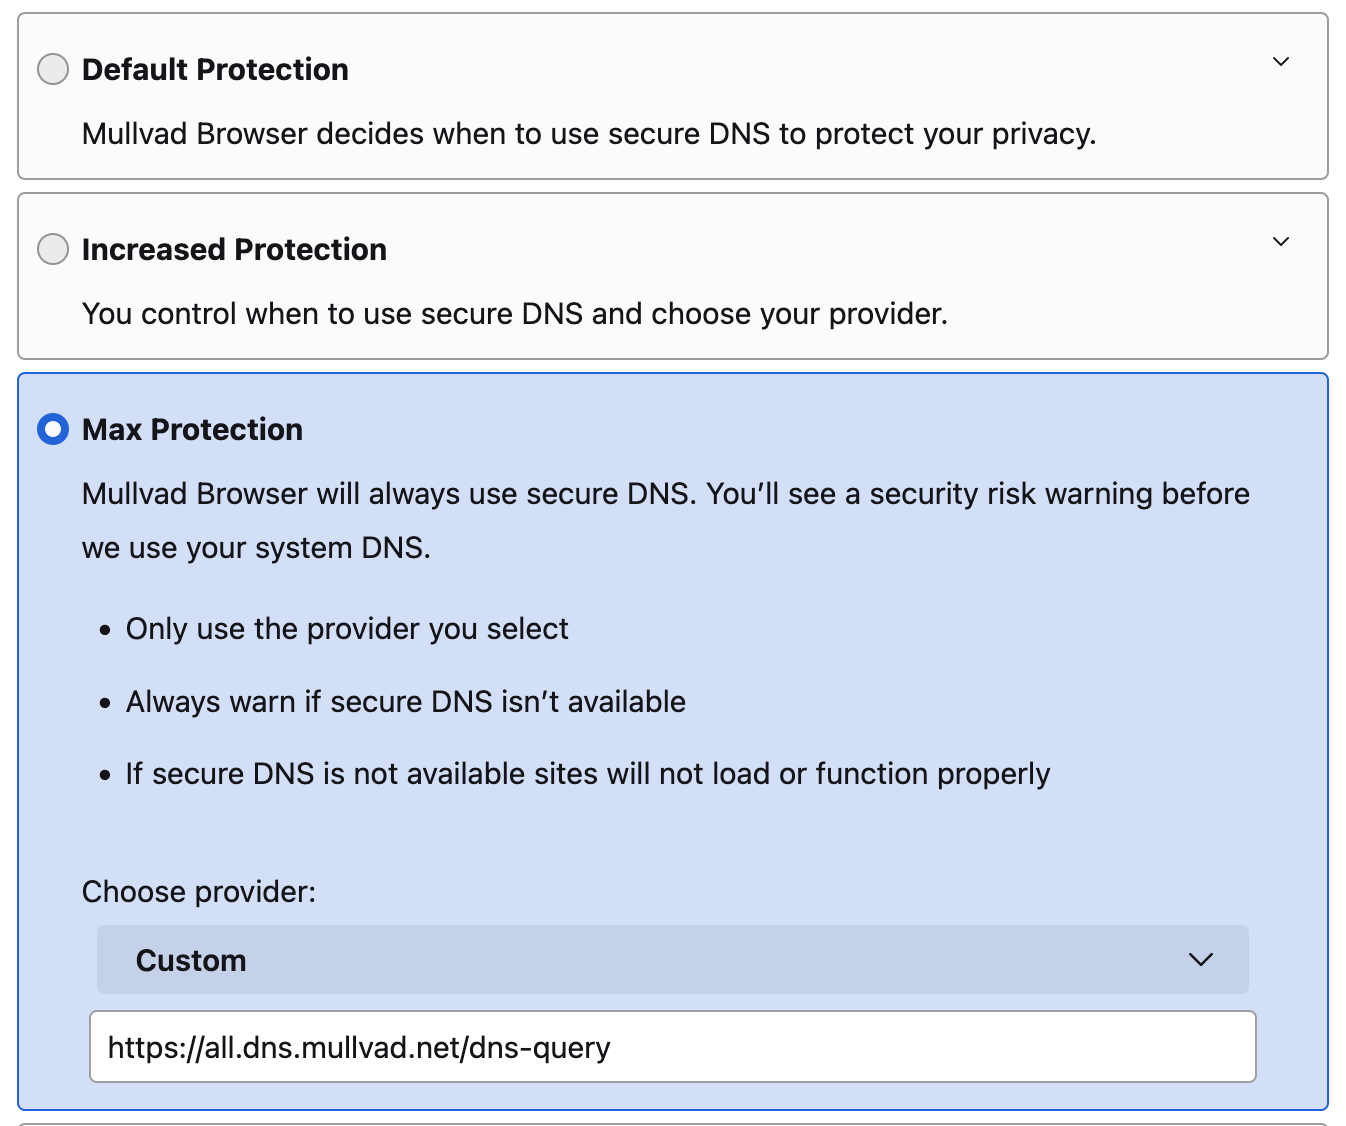 Default Protection
Mullvad Browser decides when to use secure DNS to protect your privacy.
Increased Protection
You control when to use secure DNS and choose your provider.
Max Protection
Mullvad Browser will always use secure DNS. You’ll see a security risk warning before
we use your system DNS.
• Only use the provider you select
• Always warn if secure DNS isn’t available
• If secure DNS is not available sites will not load or function properly
Choose provider:
Custom
https://all.dns.mullvad.net/dns-query